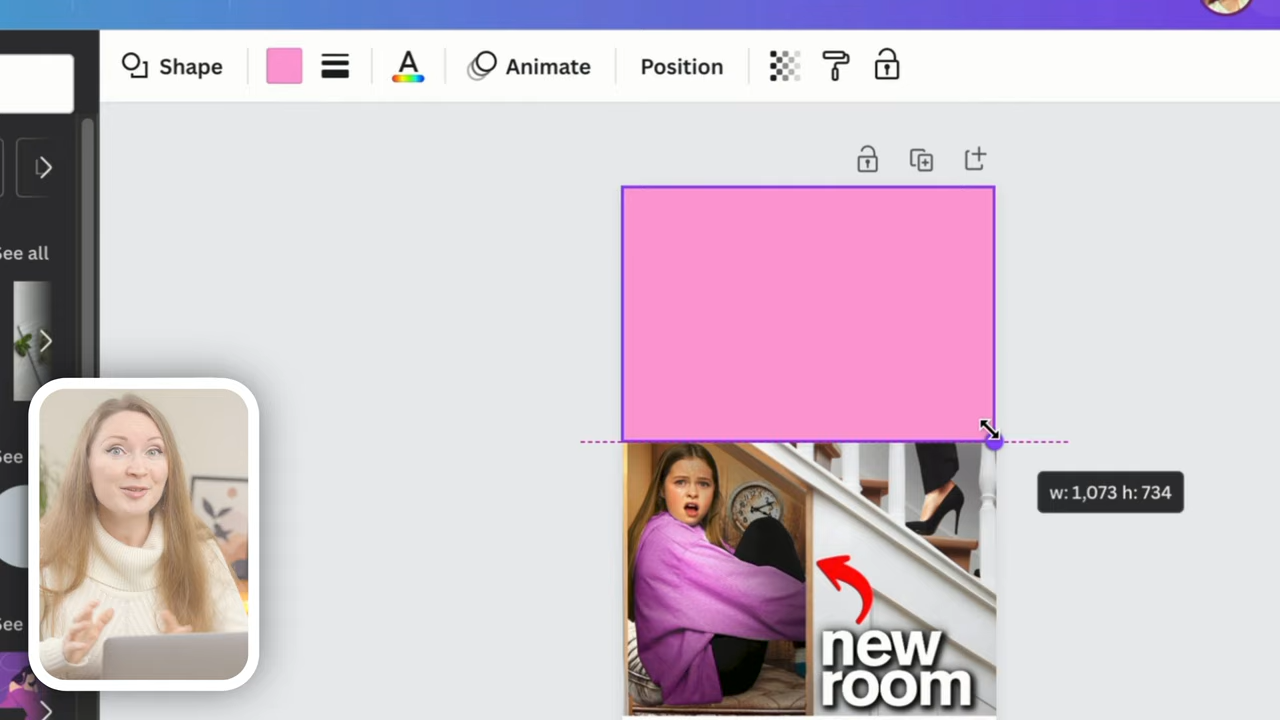 Shape
A
Animate
Position
See all
See
See
w: 1,073 h: 734
new
room